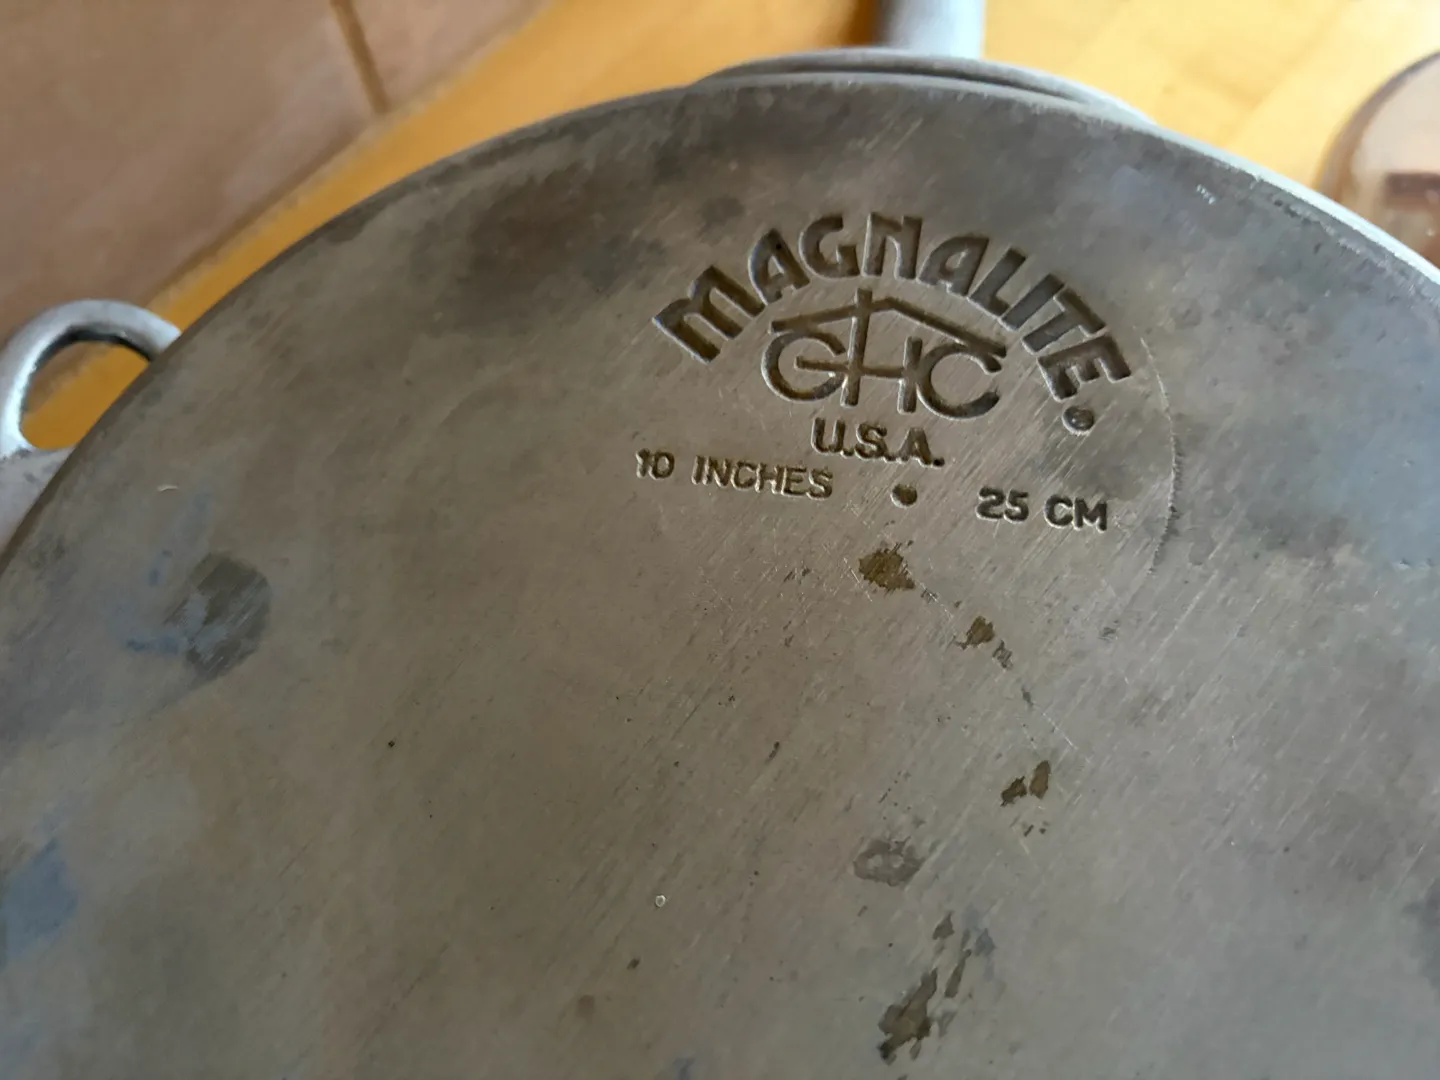 MAGNALITE
GHC
U.S.A.
10 INCHES • 25 CM